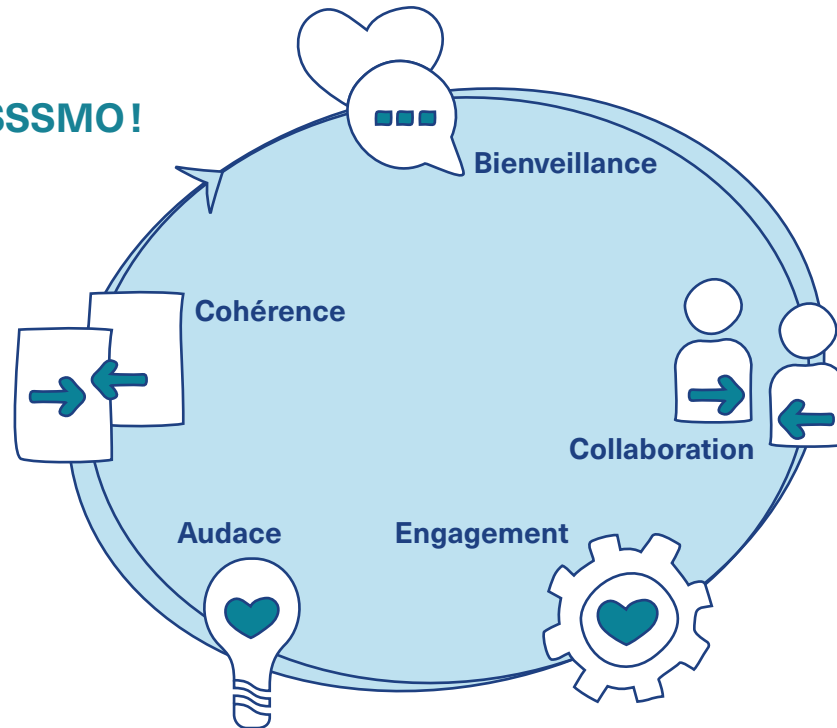 SSSMO !
Bienveillance
Cohérence
Collaboration
Audace
Engagement